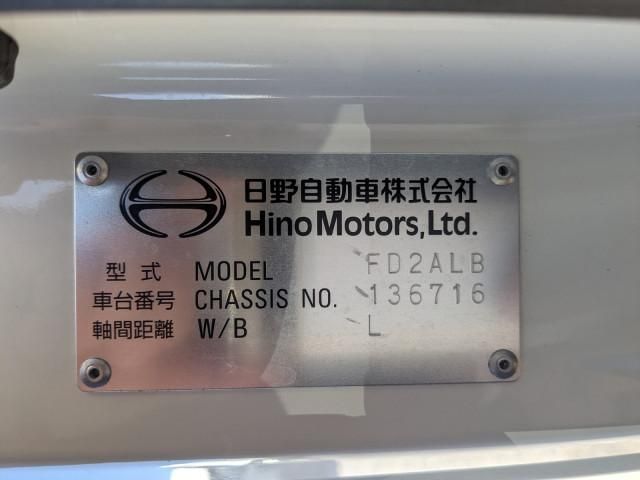 日野自動車株式会社
Hino Motors, Ltd.
型式 MODEL FD2ALB
車台番号 CHASSIS NO. 136716
軸間距離 W/B L